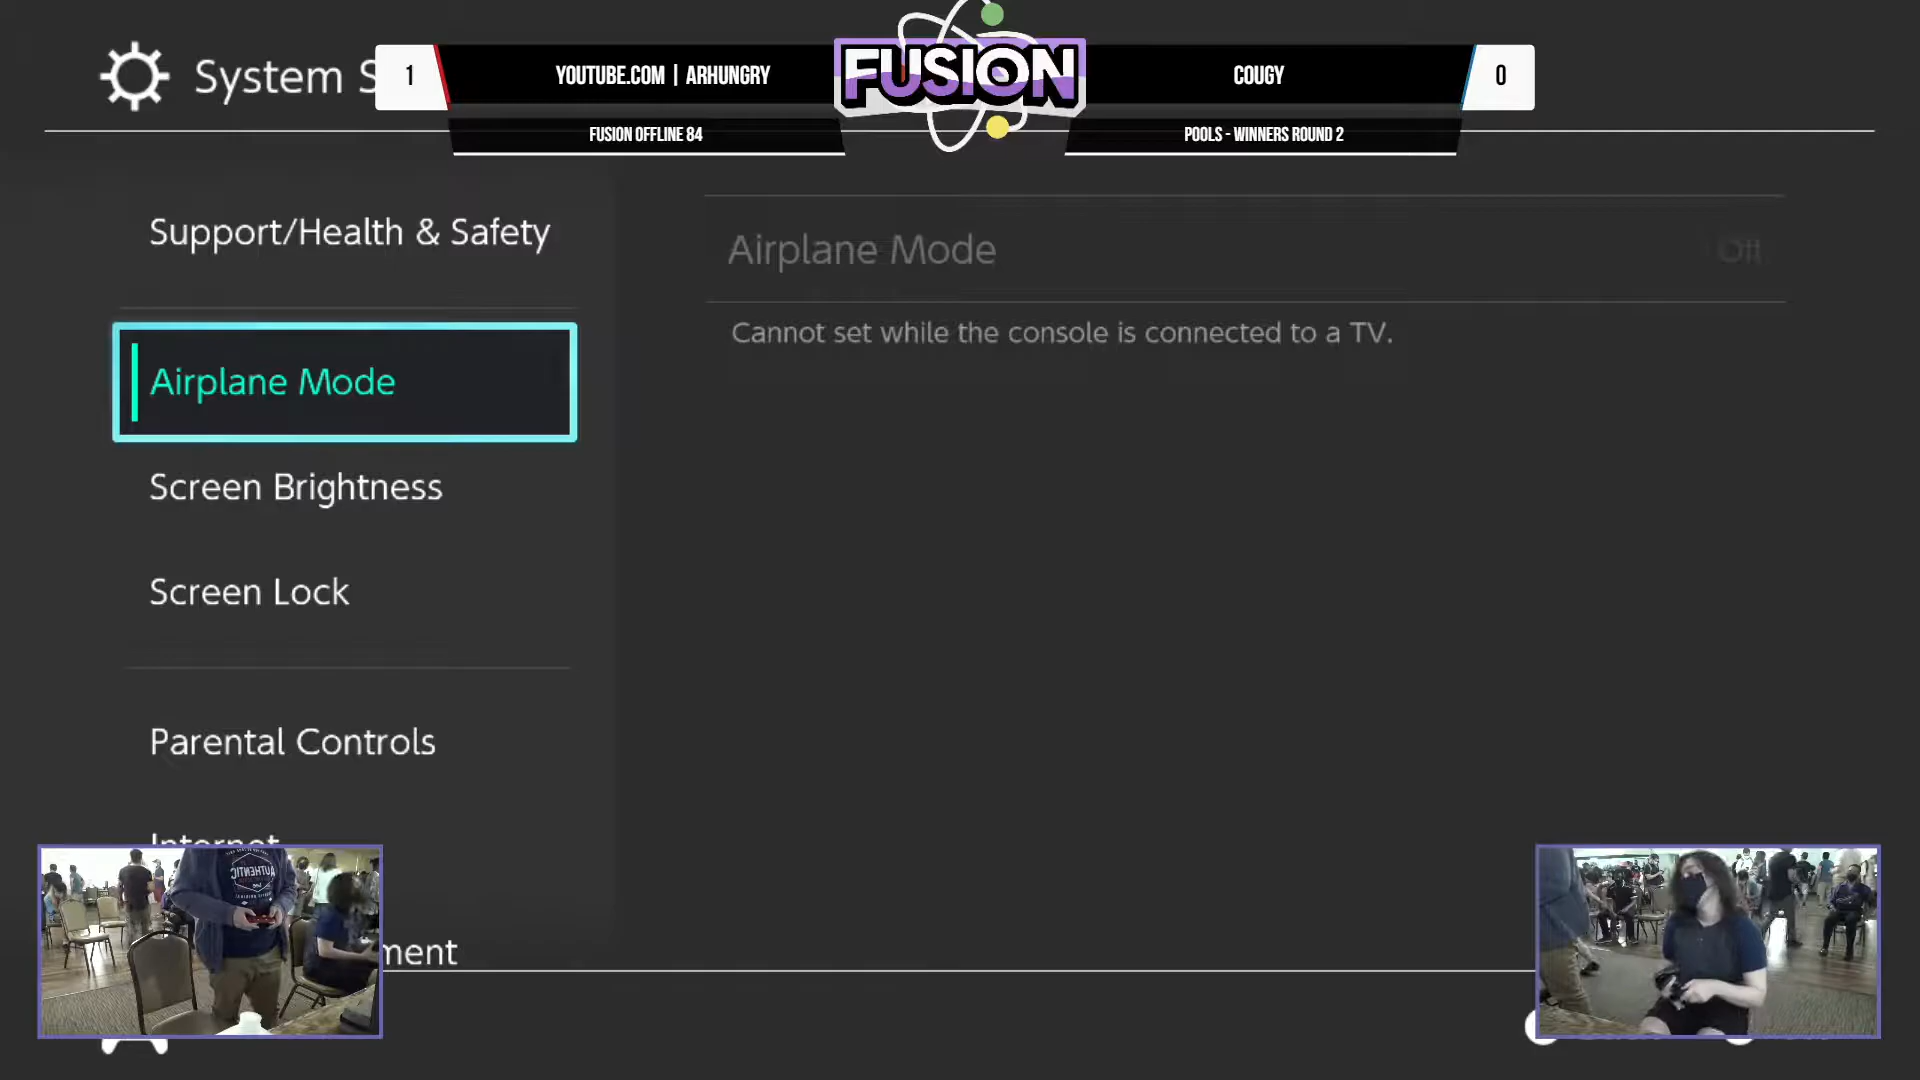 System S
1
YOUTUBE.COM | ARHUNGRY
FUSION
COUGY
0
FUSION OFFLINE 84
POOLS - WINNERS ROUND 2
Support/Health & Safety
Airplane Mode
Screen Brightness
Screen Lock
Parental Controls
Internet
ment
Airplane Mode
Off
Cannot set while the console is connected to a TV.
AUTHENTIC